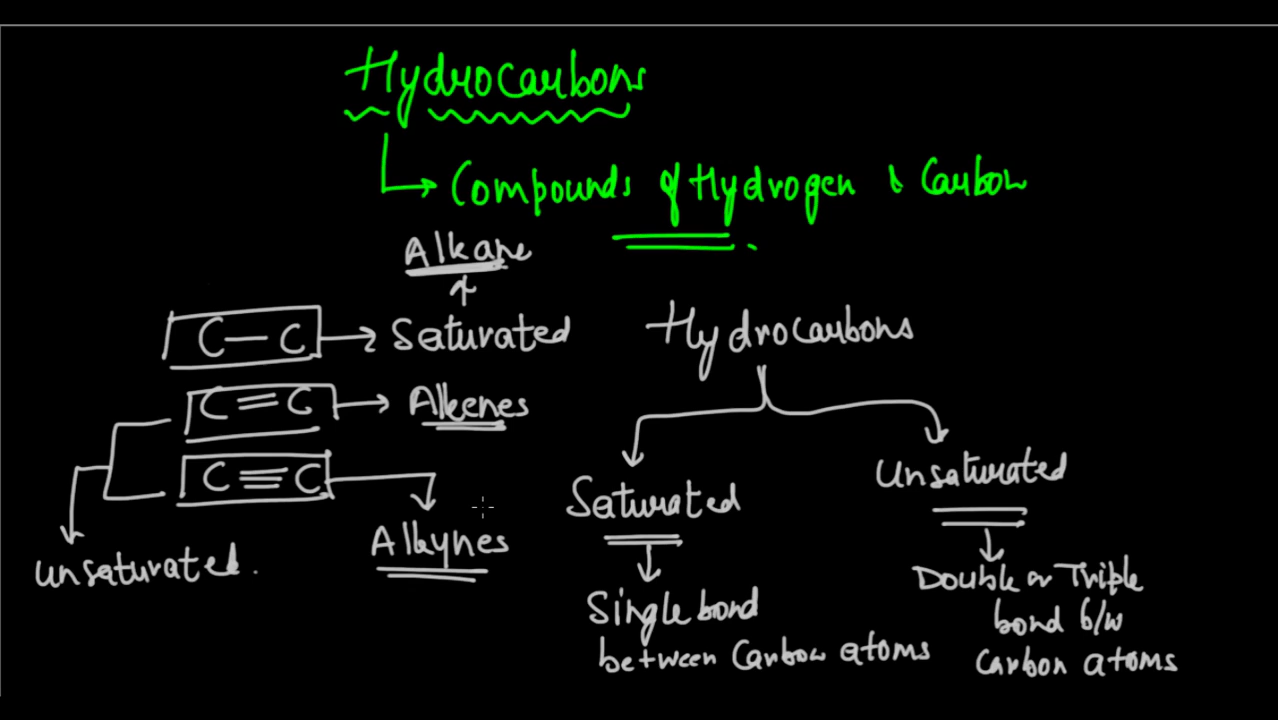 Hydrocarbons
Compounds of Hydrogen & Carbon
Alkane
C — C → Saturated
C = C → Alkenes
C ≡ C
Alkynes
unsaturated.
Hydrocarbons
Saturated
Single bond
between Carbon atoms
Unsaturated
Double or Triple
bond b/w
Carbon atoms